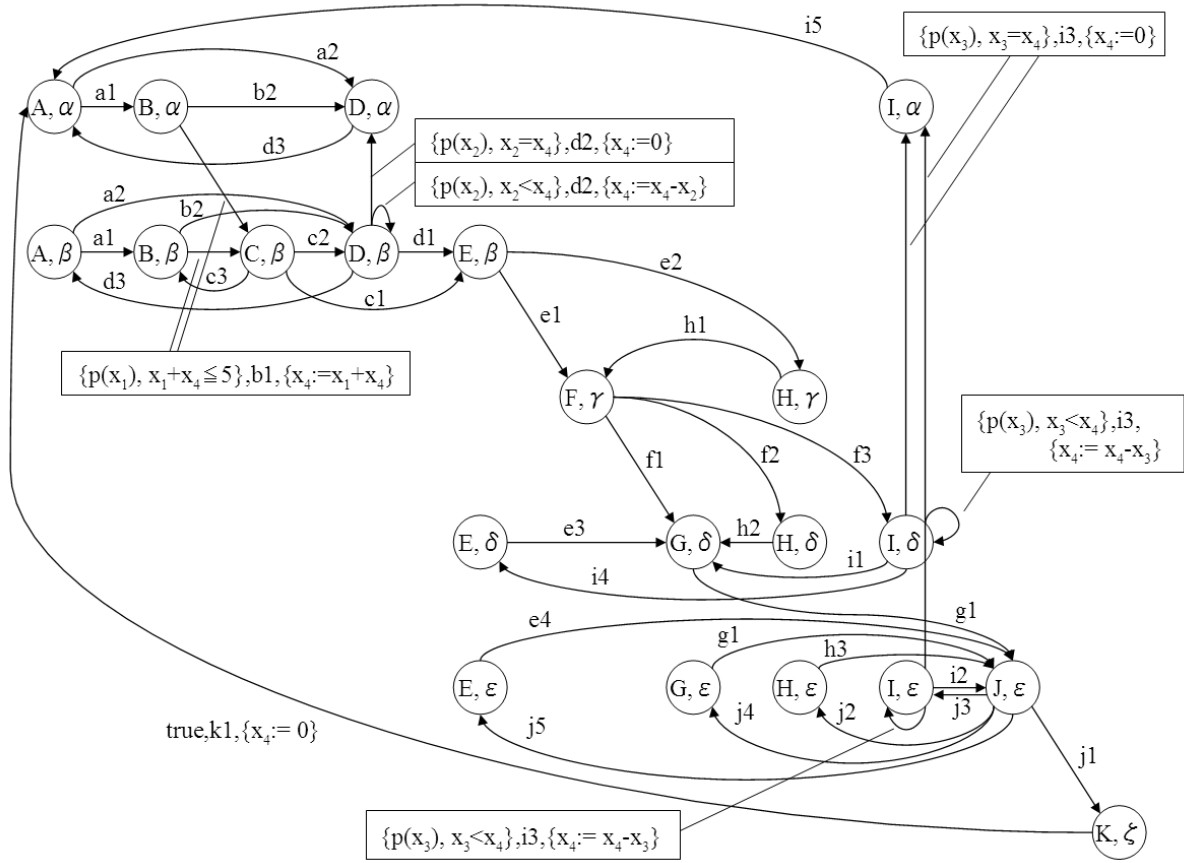 i5
{p(x₃), x₃=x₄},i3,{x₄:=0}
a2
A, α
a1
B, α
b2
D, α
I, α
d3
{p(x₂), x₂=x₄},d2,{x₄:=0}
{p(x₂), x₂<x₄},d2,{x₄:=x₄-x₂}
a2
b2
A, β
a1
B, β
C, β
c2
D, β
d1
E, β
c3
d3
c1
e2
e1
h1
{p(x₁), x₁+x₄≦5},b1,{x₄:=x₁+x₄}
F, γ
H, γ
{p(x₃), x₃<x₄},i3,
{x₄:= x₄-x₃}
f1
f2
f3
E, δ
e3
G, δ
h2
H, δ
I, δ
i1
i4
g1
e4
g1
h3
E, ε
G, ε
H, ε
I, ε
i2
J, ε
j3
j5
j4
j2
true,k1,{x₄:= 0}
j1
{p(x₃), x₃<x₄},i3,{x₄:= x₄-x₃}
K, ζ